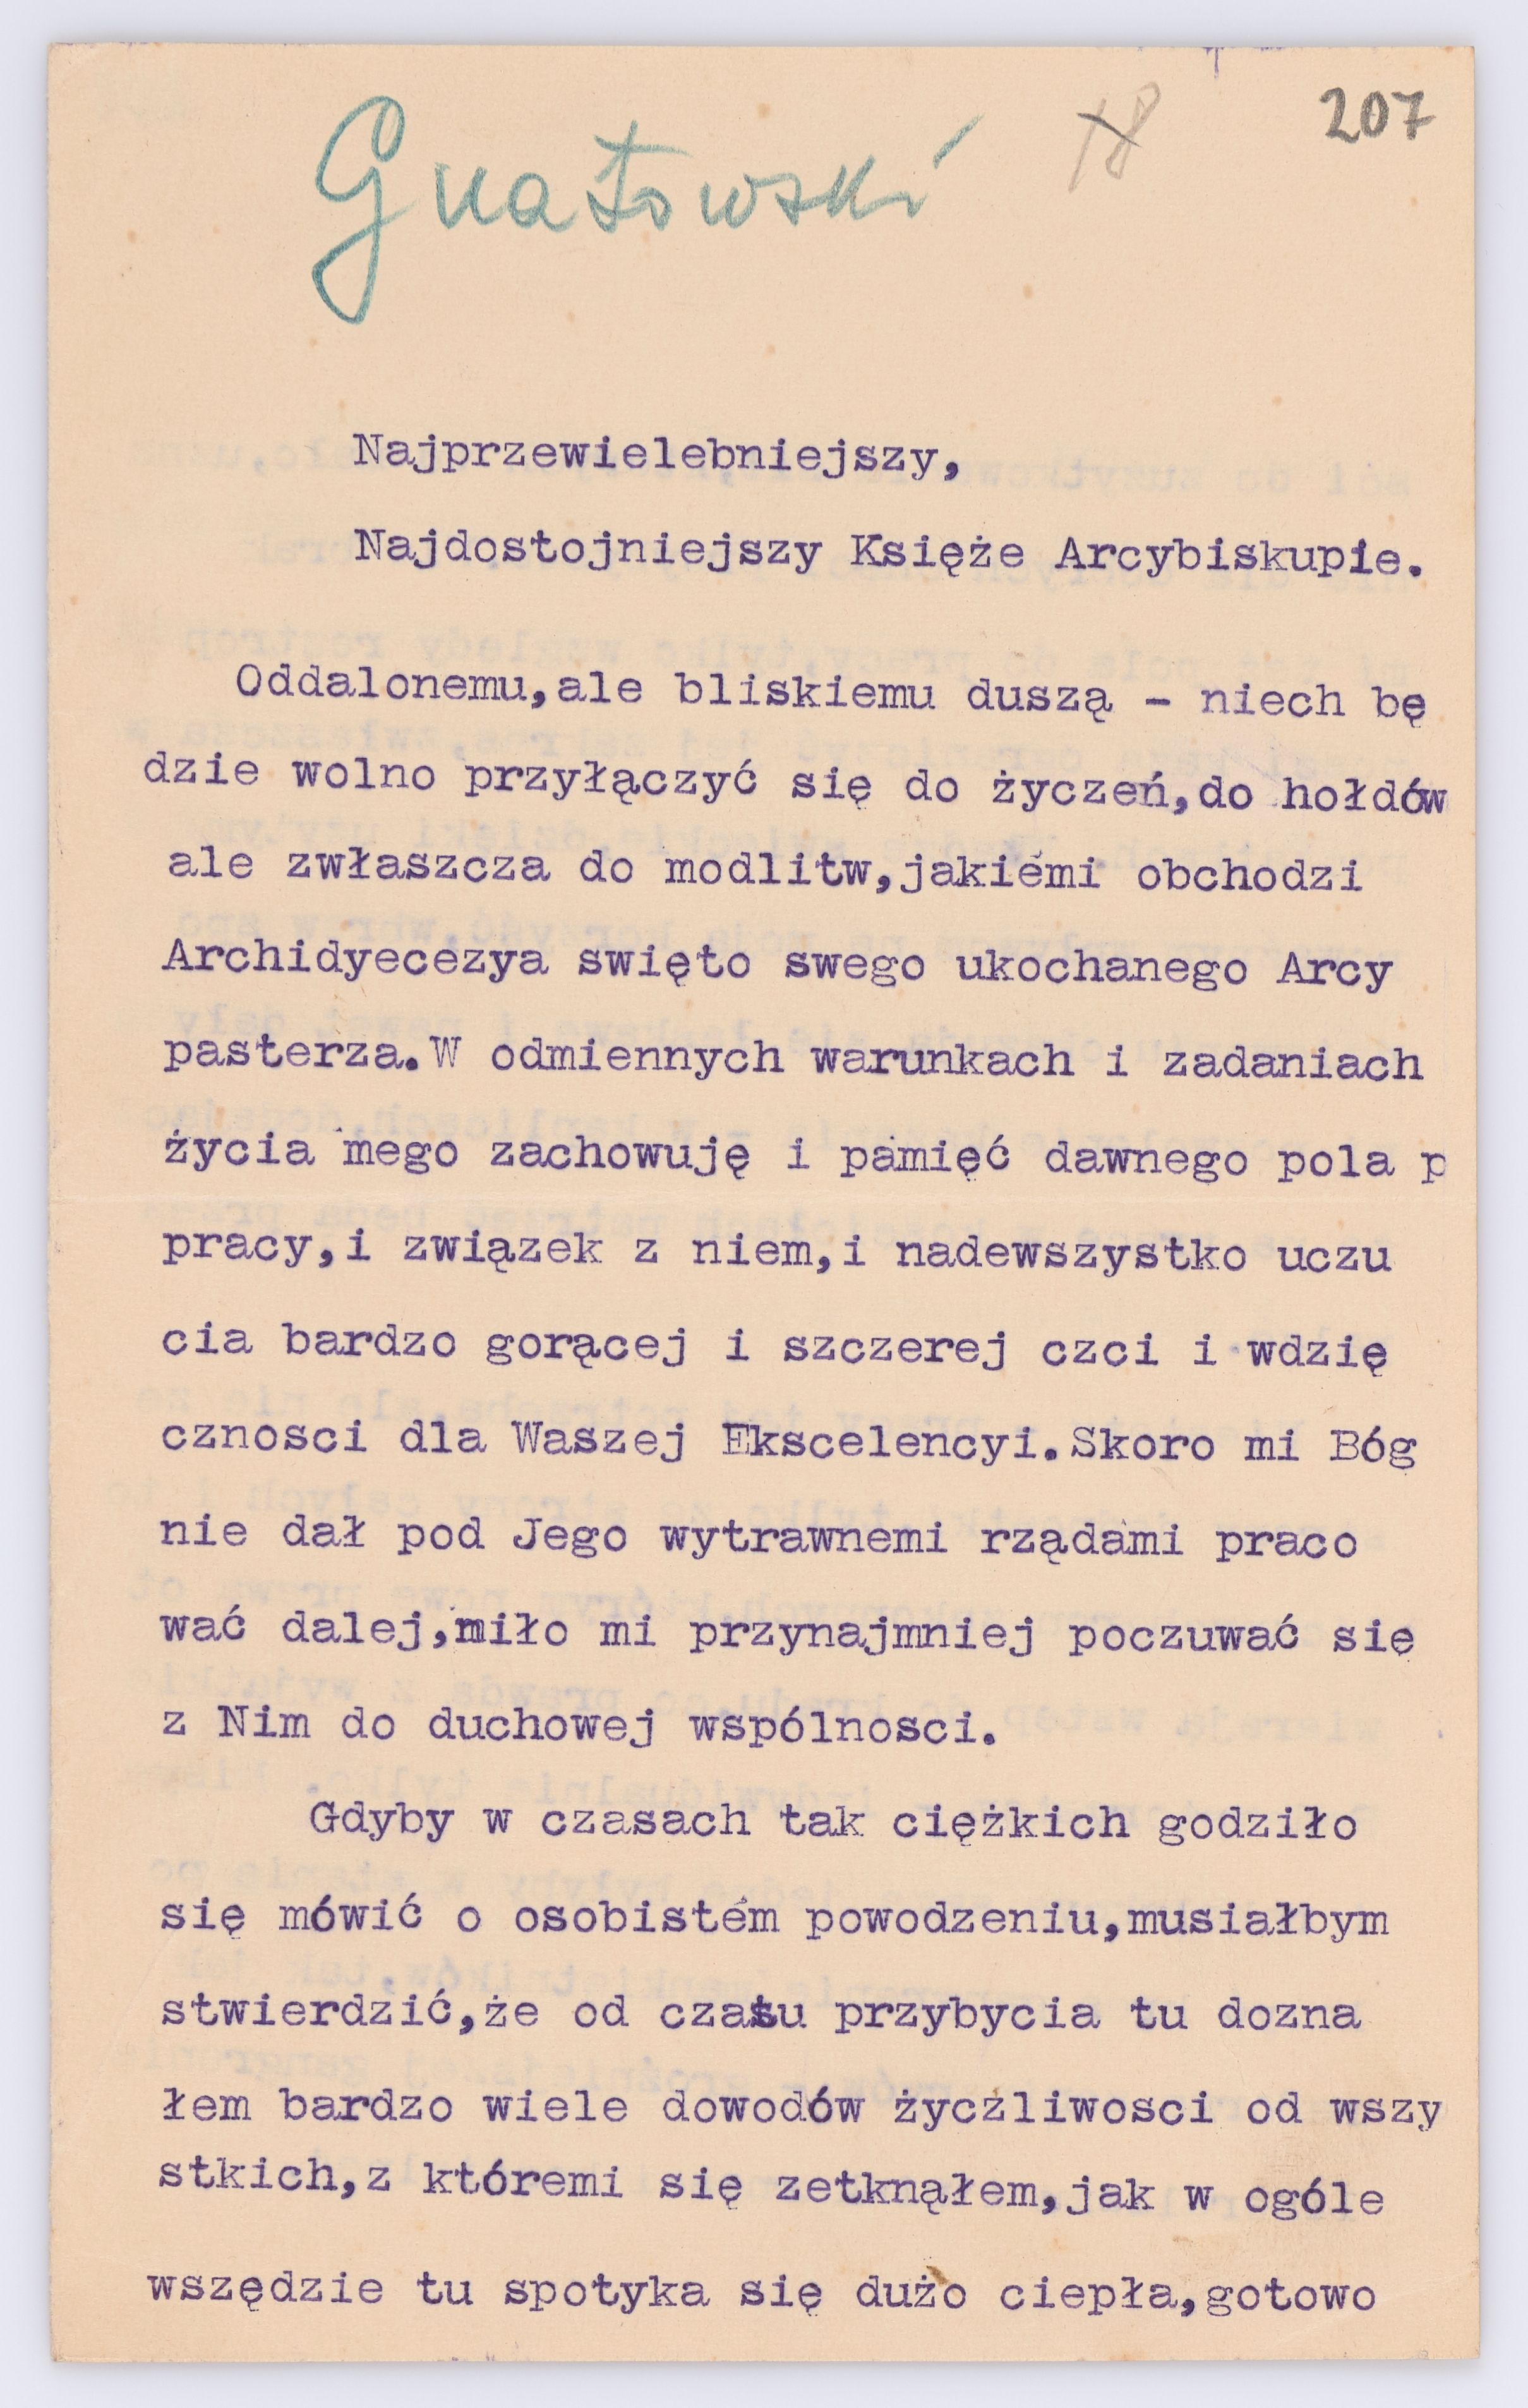 Gnatowski
18
207
Najprzewielebniejszy,
Najdostojniejszy Księże Arcybiskupie.
Oddalonemu,ale bliskiemu duszą - niech bę
dzie wolno przyłączyć się do życzeń,do hołdów
ale zwłaszcza do modlitw,jakiémi obchodzi
Archidyecezya swięto swego ukochanego Arcy
pasterza.W odmiennych warunkach i zadaniach
życia mego zachowuję i pamięć dawnego pola p
pracy,i związek z niem,i nadewszystko uczu
cia bardzo gorącej i szczerej czci i wdzię
cznosci dla Waszej Ekscelencyi.Skoro mi Bóg
nie dał pod Jego wytrawnemi rządami praco
wać dalej,miło mi przynajmniej poczuwać się
z Nim do duchowej wspólnosci.
Gdyby w czasach tak ciężkich godziło
się mówić o osobistém powodzeniu,musiałbym
stwierdzić,że od czasu przybycia tu dozna
łem bardzo wiele dowodów życzliwosci od wszy
stkich,z któremi się zetknąłem,jak w ogóle
wszędzie tu spotyka się dużo ciepła,gotowo